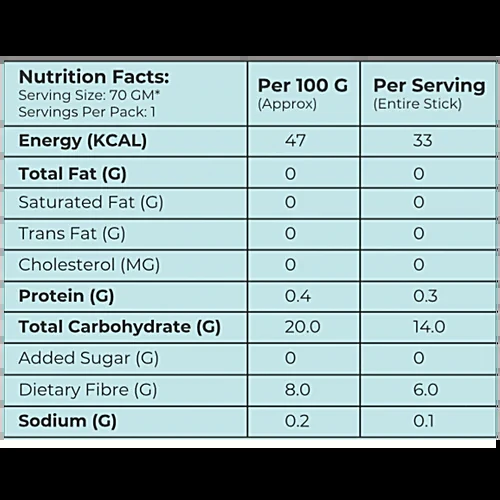 Nutrition Facts:
Serving Size: 70 GM*
Servings Per Pack: 1
Per 100 G
(Approx)
Per Serving
(Entire Stick)
Energy (KCAL) 47 33
Total Fat (G) 0 0
Saturated Fat (G) 0 0
Trans Fat (G) 0 0
Cholesterol (MG) 0 0
Protein (G) 0.4 0.3
Total Carbohydrate (G) 20.0 14.0
Added Sugar (G) 0 0
Dietary Fibre (G) 8.0 6.0
Sodium (G) 0.2 0.1